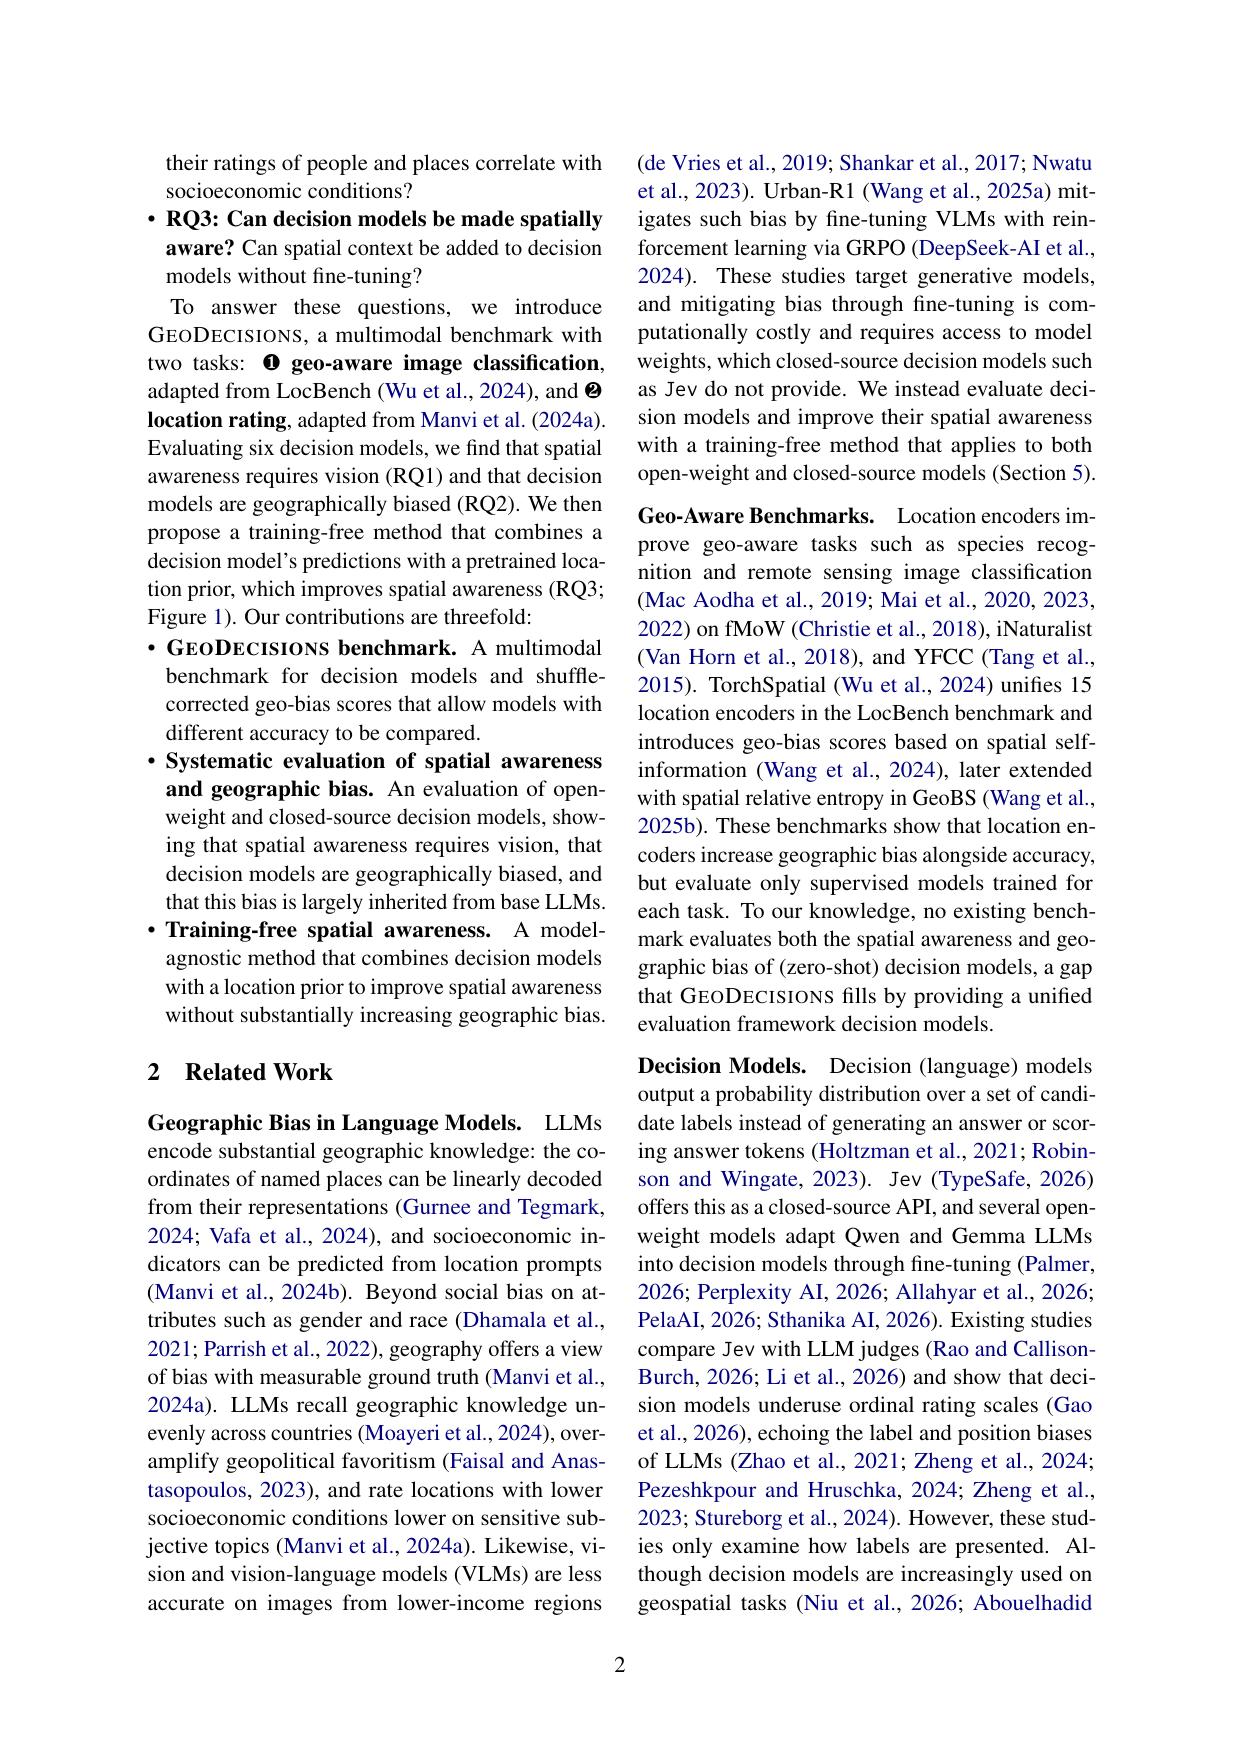 their ratings of people and places correlate with
socioeconomic conditions?
• RQ3: Can decision models be made spatially
aware? Can spatial context be added to decision
models without fine-tuning?
To answer these questions, we introduce
GEODECISIONS, a multimodal benchmark with
two tasks: ❶ geo-aware image classification,
adapted from LocBench (Wu et al., 2024), and ❷
location rating, adapted from Manvi et al. (2024a).
Evaluating six decision models, we find that spatial
awareness requires vision (RQ1) and that decision
models are geographically biased (RQ2). We then
propose a training-free method that combines a
decision model's predictions with a pretrained loca-
tion prior, which improves spatial awareness (RQ3;
Figure 1). Our contributions are threefold:
• GEODECISIONS benchmark. A multimodal
benchmark for decision models and shuffle-
corrected geo-bias scores that allow models with
different accuracy to be compared.
• Systematic evaluation of spatial awareness
and geographic bias. An evaluation of open-
weight and closed-source decision models, show-
ing that spatial awareness requires vision, that
decision models are geographically biased, and
that this bias is largely inherited from base LLMs.
• Training-free spatial awareness. A model-
agnostic method that combines decision models
with a location prior to improve spatial awareness
without substantially increasing geographic bias.
2 Related Work
Geographic Bias in Language Models. LLMs
encode substantial geographic knowledge: the co-
ordinates of named places can be linearly decoded
from their representations (Gurnee and Tegmark,
2024; Vafa et al., 2024), and socioeconomic in-
dicators can be predicted from location prompts
(Manvi et al., 2024b). Beyond social bias on at-
tributes such as gender and race (Dhamala et al.,
2021; Parrish et al., 2022), geography offers a view
of bias with measurable ground truth (Manvi et al.,
2024a). LLMs recall geographic knowledge un-
evenly across countries (Moayeri et al., 2024), over-
amplify geopolitical favoritism (Faisal and Anas-
tasopoulos, 2023), and rate locations with lower
socioeconomic conditions lower on sensitive sub-
jective topics (Manvi et al., 2024a). Likewise, vi-
sion and vision-language models (VLMs) are less
accurate on images from lower-income regions
(de Vries et al., 2019; Shankar et al., 2017; Nwatu
et al., 2023). Urban-R1 (Wang et al., 2025a) mit-
igates such bias by fine-tuning VLMs with rein-
forcement learning via GRPO (DeepSeek-AI et al.,
2024). These studies target generative models,
and mitigating bias through fine-tuning is com-
putationally costly and requires access to model
weights, which closed-source decision models such
as Jev do not provide. We instead evaluate deci-
sion models and improve their spatial awareness
with a training-free method that applies to both
open-weight and closed-source models (Section 5).
Geo-Aware Benchmarks. Location encoders im-
prove geo-aware tasks such as species recog-
nition and remote sensing image classification
(Mac Aodha et al., 2019; Mai et al., 2020, 2023,
2022) on fMoW (Christie et al., 2018), iNaturalist
(Van Horn et al., 2018), and YFCC (Tang et al.,
2015). TorchSpatial (Wu et al., 2024) unifies 15
location encoders in the LocBench benchmark and
introduces geo-bias scores based on spatial self-
information (Wang et al., 2024), later extended
with spatial relative entropy in GeoBS (Wang et al.,
2025b). These benchmarks show that location en-
coders increase geographic bias alongside accuracy,
but evaluate only supervised models trained for
each task. To our knowledge, no existing bench-
mark evaluates both the spatial awareness and geo-
graphic bias of (zero-shot) decision models, a gap
that GEODECISIONS fills by providing a unified
evaluation framework decision models.
Decision Models. Decision (language) models
output a probability distribution over a set of candi-
date labels instead of generating an answer or scor-
ing answer tokens (Holtzman et al., 2021; Robin-
son and Wingate, 2023). Jev (TypeSafe, 2026)
offers this as a closed-source API, and several open-
weight models adapt Qwen and Gemma LLMs
into decision models through fine-tuning (Palmer,
2026; Perplexity AI, 2026; Allahyar et al., 2026;
PelaAI, 2026; Sthanika AI, 2026). Existing studies
compare Jev with LLM judges (Rao and Callison-
Burch, 2026; Li et al., 2026) and show that deci-
sion models underuse ordinal rating scales (Gao
et al., 2026), echoing the label and position biases
of LLMs (Zhao et al., 2021; Zheng et al., 2024;
Pezeshkpour and Hruschka, 2024; Zheng et al.,
2023; Stureborg et al., 2024). However, these stud-
ies only examine how labels are presented. Al-
though decision models are increasingly used on
geospatial tasks (Niu et al., 2026; Abouelhadid
2